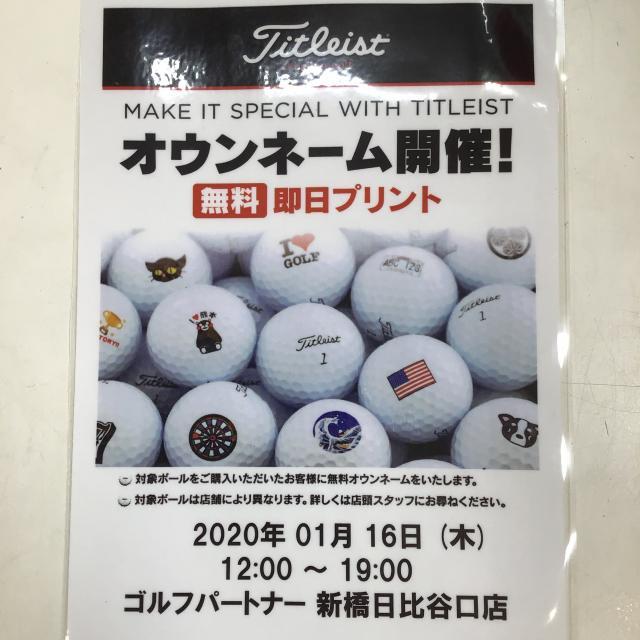 Titleist
MAKE IT SPECIAL WITH TITLEIST
オウンネーム開催!
無料 即日プリント
I ♥
GOLF
ABC 123
Titleist
1
♥熊本
Titleist
1
Titleist
対象ボールをご購入いただいたお客様に無料オウンネームをいたします。
対象ボールは店舗により異なります。詳しくは店頭スタッフにお尋ねください。
2020年 01月 16日 (木)
12:00 ~ 19:00
ゴルフパートナー 新橋日比谷口店